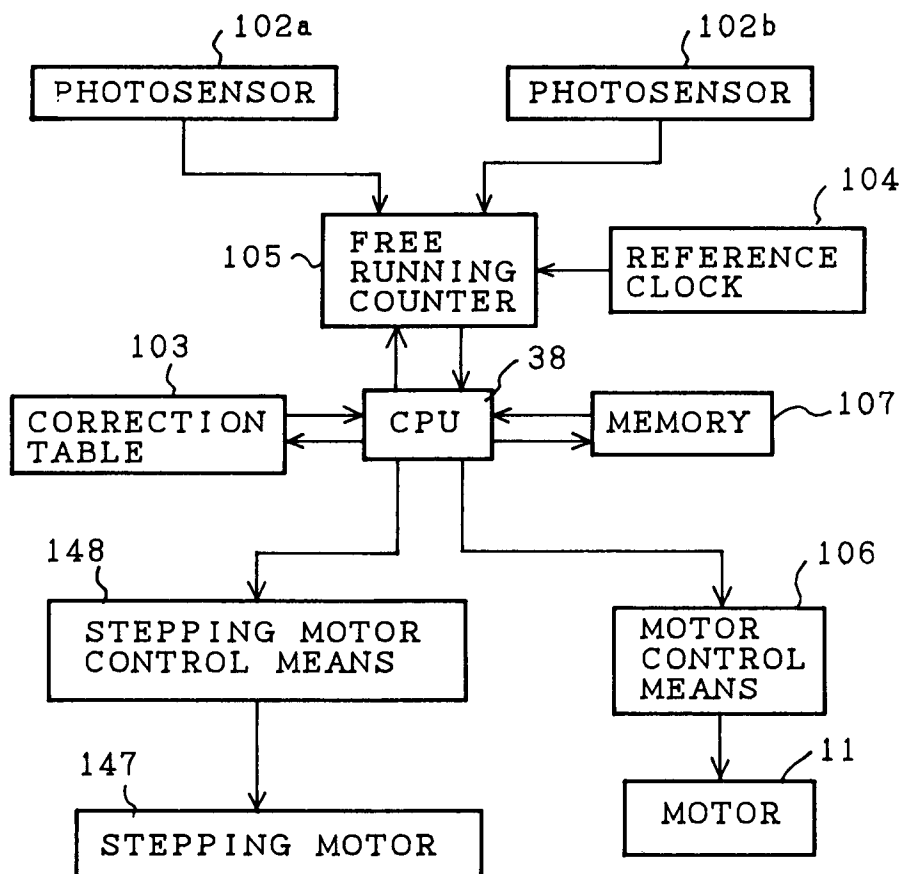 102a
102b
PHOTOSENSOR
PHOTOSENSOR
104
105
FREE
RUNNING
COUNTER
REFERENCE
CLOCK
103
38
CORRECTION
TABLE
CPU
MEMORY
107
148
106
STEPPING MOTOR
CONTROL MEANS
MOTOR
CONTROL
MEANS
147
11
STEPPING MOTOR
MOTOR